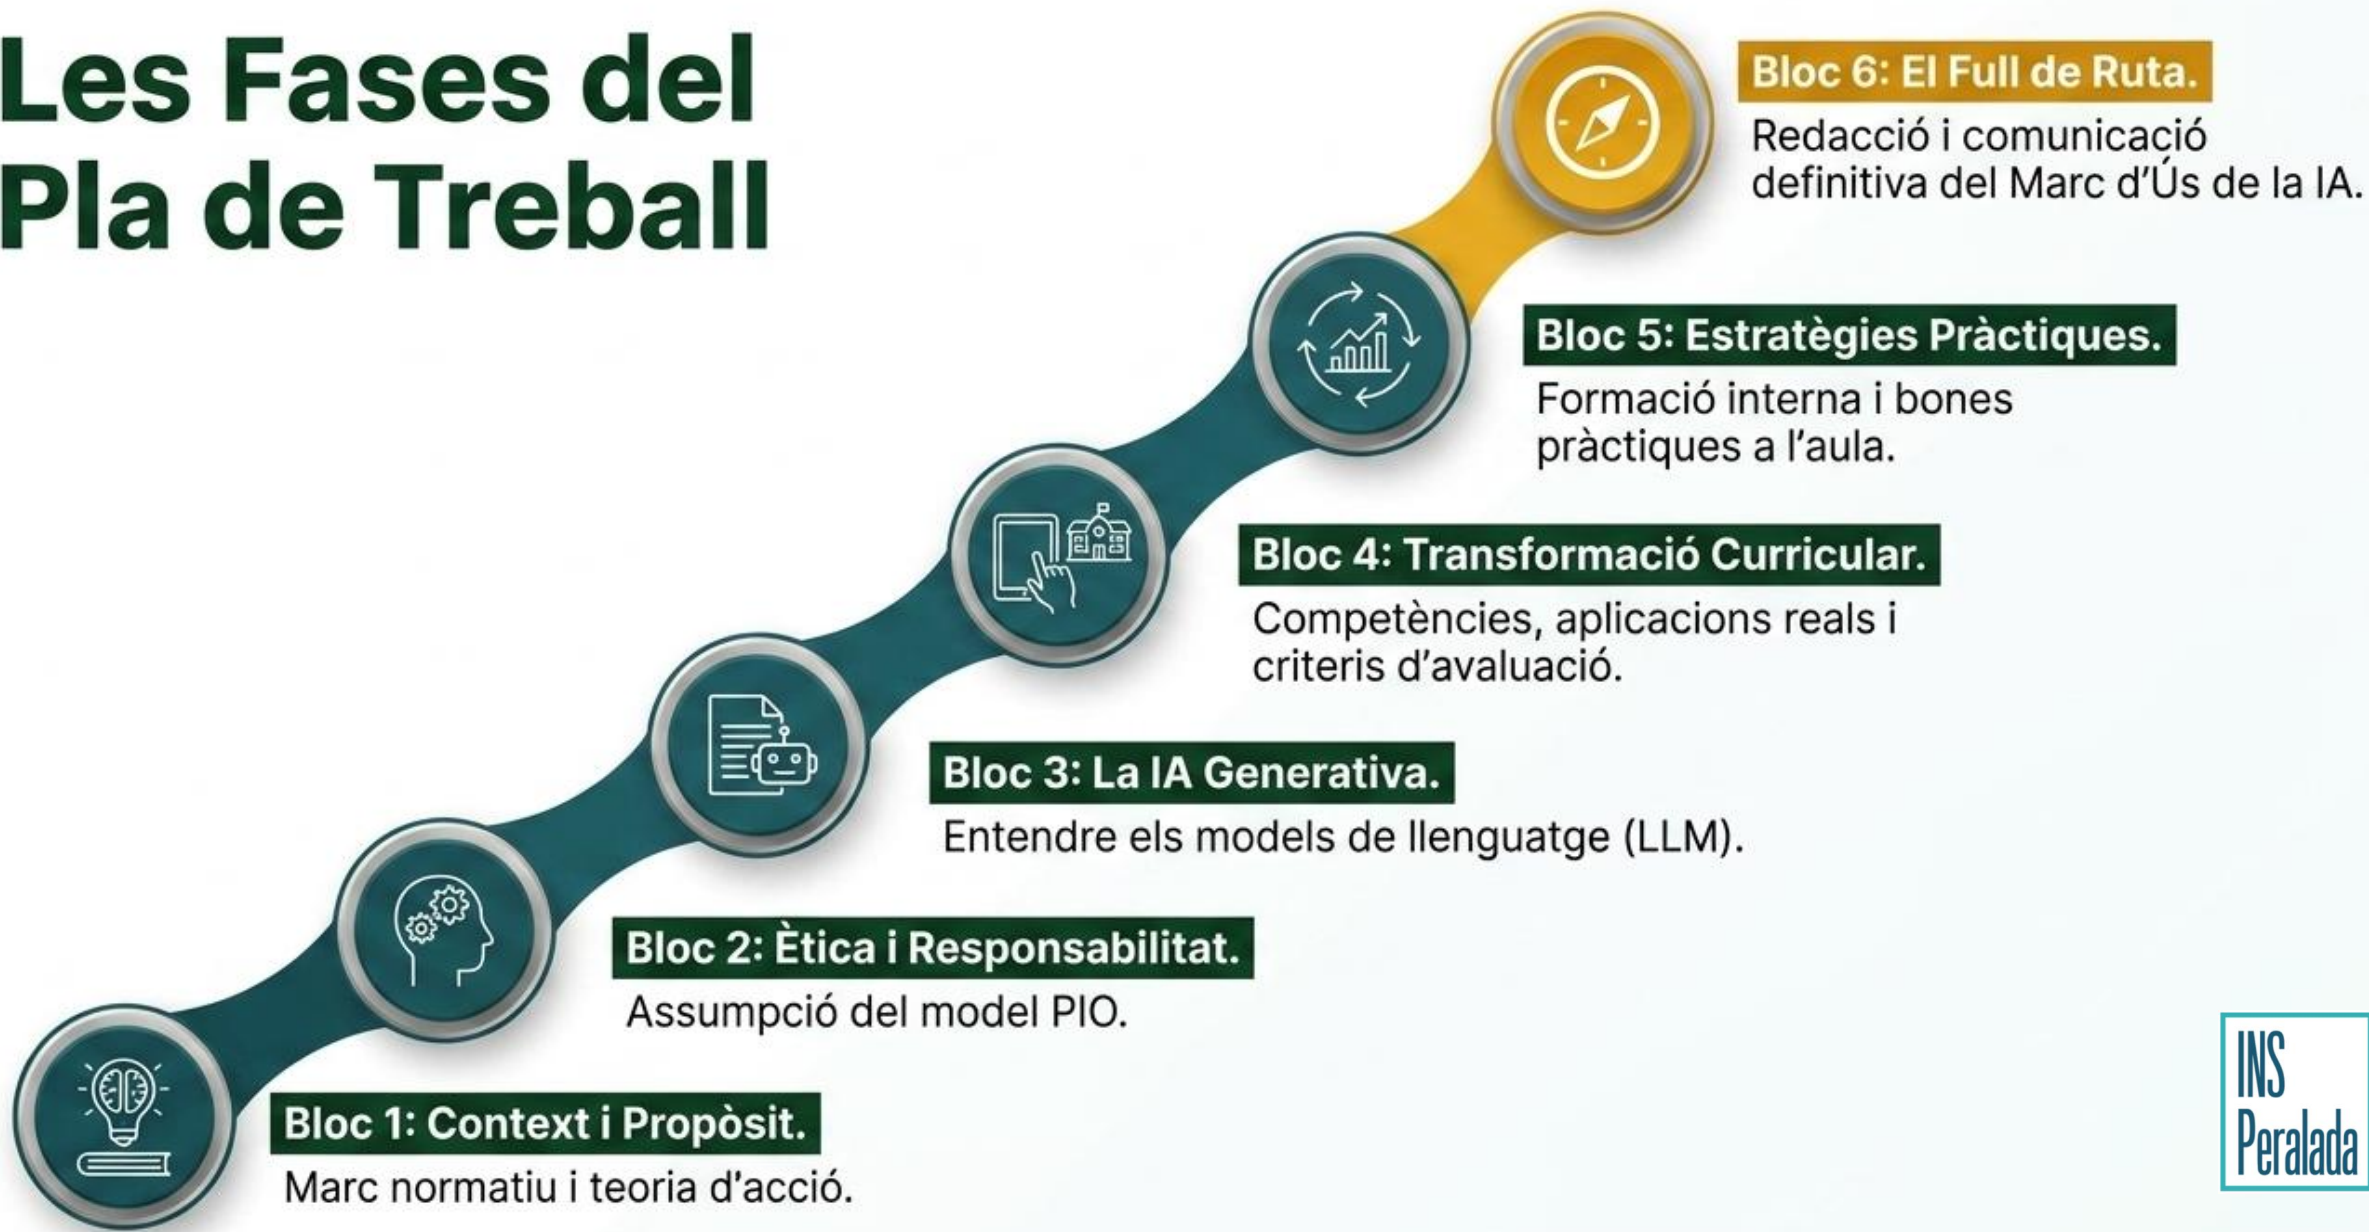 Les Fases del
Pla de Treball
Bloc 6: El Full de Ruta.
Redacció i comunicació
definitiva del Marc d'Ús de la IA.
Bloc 5: Estratègies Pràctiques.
Formació interna i bones
pràctiques a l'aula.
Bloc 4: Transformació Curricular.
Competències, aplicacions reals i
criteris d'avaluació.
Bloc 3: La IA Generativa.
Entendre els models de llenguatge (LLM).
Bloc 2: Ètica i Responsabilitat.
Assumpció del model PIO.
Bloc 1: Context i Propòsit.
Marc normatiu i teoria d'acció.
INS
Peralada